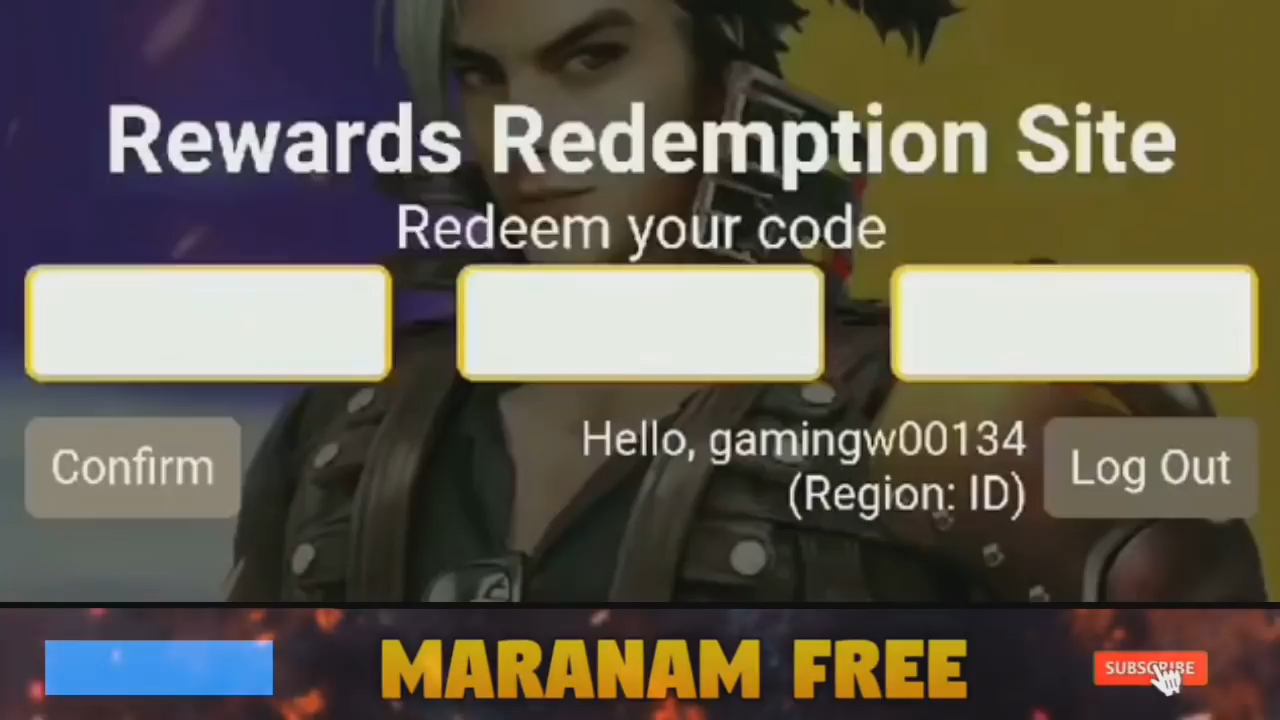 Rewards Redemption Site
Redeem your code
Hello, gamingw00134
(Region: ID)
Confirm
Log Out
MARANAM FREE
SUBSCRIBE